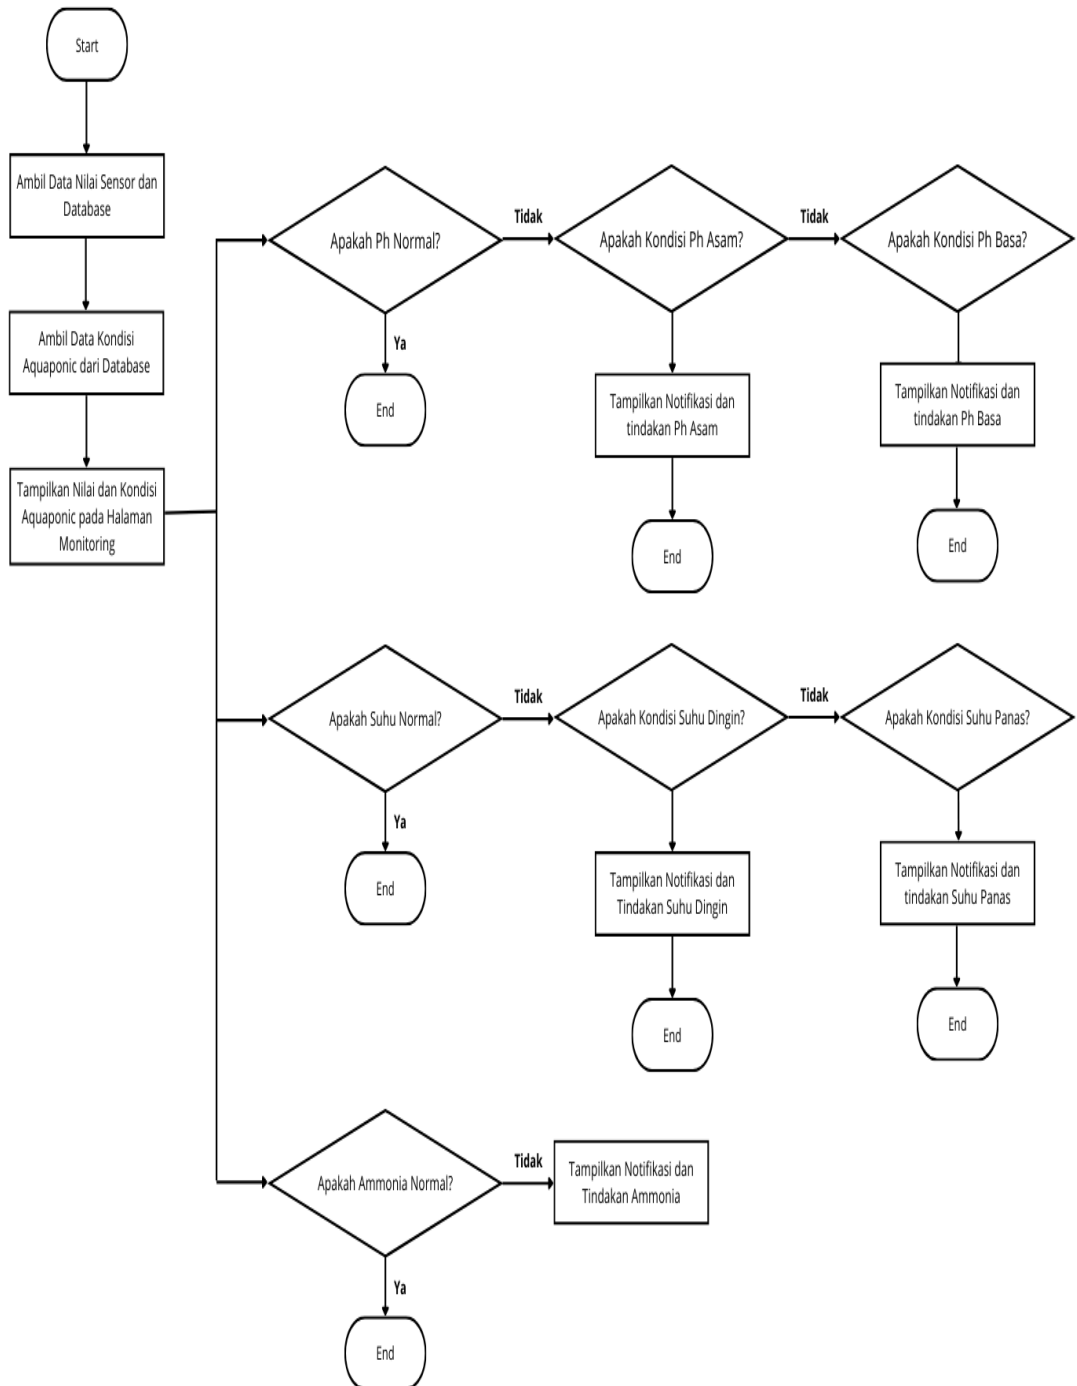 Start
Ambil Data Nilai Sensor dan
Database
Ambil Data Kondisi
Aquaponic dari Database
Tampilkan Nilai dan Kondisi
Aquaponic pada Halaman
Monitoring
Apakah Ph Normal?
Tidak
Apakah Kondisi Ph Asam?
Tidak
Apakah Kondisi Ph Basa?
Ya
End
Tampilkan Notifikasi dan
tindakan Ph Asam
End
Tampilkan Notifikasi dan
tindakan Ph Basa
End
Apakah Suhu Normal?
Tidak
Apakah Kondisi Suhu Dingin?
Tidak
Apakah Kondisi Suhu Panas?
Ya
End
Tampilkan Notifikasi dan
Tindakan Suhu Dingin
End
Tampilkan Notifikasi dan
tindakan Suhu Panas
End
Apakah Ammonia Normal?
Tidak
Tampilkan Notifikasi dan
Tindakan Ammonia
Ya
End